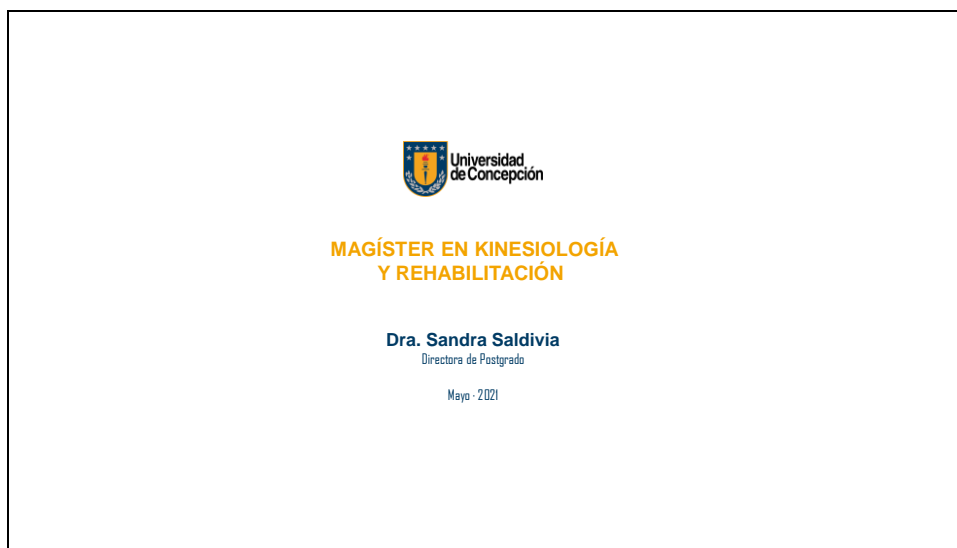 Universidad
de Concepción
MAGÍSTER EN KINESIOLOGÍA
Y REHABILITACIÓN
Dra. Sandra Saldivia
Directora de Postgrado
Mayo · 2021